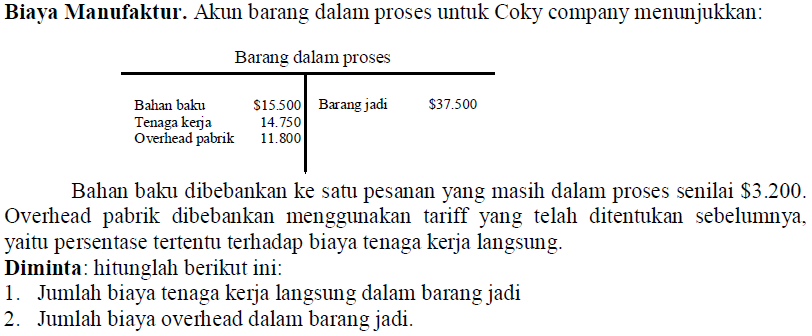 Biaya Manufaktur. Akun barang dalam proses untuk Coky company menunjukkan:
Barang dalam proses
Bahan baku $15.500 Barang jadi $37.500
Tenaga kerja 14.750
Overhead pabrik 11.800
Bahan baku dibebankan ke satu pesanan yang masih dalam proses senilai $3.200.
Overhead pabrik dibebankan menggunakan tariff yang telah ditentukan sebelumnya,
yaitu persentase tertentu terhadap biaya tenaga kerja langsung.
Diminta: hitunglah berikut ini:
1. Jumlah biaya tenaga kerja langsung dalam barang jadi
2. Jumlah biaya overhead dalam barang jadi.